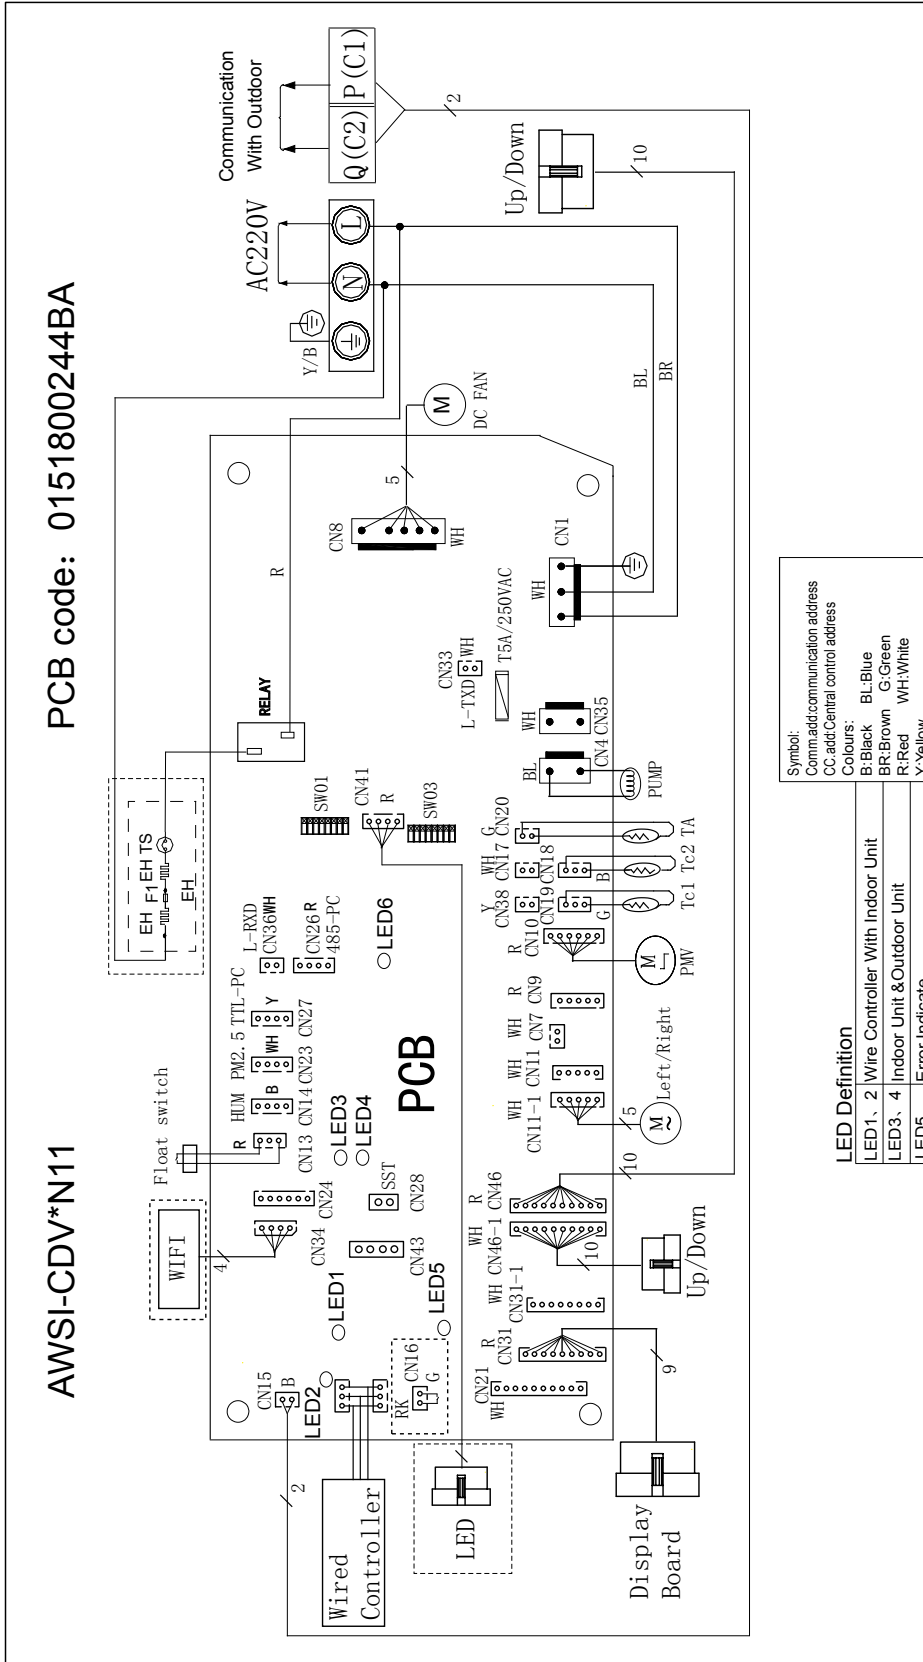 AWSI-CDV*N11
PCB code: 0151800244BA
Communication
With Outdoor
AC220V
Y/B
N
L
Q(C2)
P(C1)
2
EH
F1
EH
TS
EH
RELAY
R
M
DC FAN
5
CN8
WH
Up/Down
10
WIFI
4
Float switch
R
HUM
PM2.5
TTL-PC
L-RXD
B
WH
Y
CN13
CN14
CN23
CN27
CN36WH
CN26 R
485-PC
SW01
CN41
R
SW03
LED6
CN15
B
LED2
LED1
CN34
CN24
CN43
SST
CN28
LED3
LED4
PCB
LED5
RK
CN16
G
2
Wired
Controller
LED
CN33
WH
L-TXD
T5A/250VAC
WH
CN1
BL
BR
WH
CN35
BL
CN4
PUMP
G
CN20
WH
CN17
CN18
B
Y
CN38
CN19
G
TA
Tc2
Tc1
R
CN10
M
PMV
R
CN9
WH
CN7
WH
CN11
WH
CN11-1
5
M
Left/Right
R
CN46
10
WH
CN46-1
10
Up/Down
WH
CN31-1
R
CN31
9
CN21
WH
Display
Board
LED Definition
LED1、2 Wire Controller With Indoor Unit
LED3、4 Indoor Unit &Outdoor Unit
LED5 Error Indicate
Symbol:
Comm.add:communication address
CC.add:Central control address
Colours:
B:Black BL:Blue
BR:Brown G:Green
R:Red WH:White
Y:Yellow